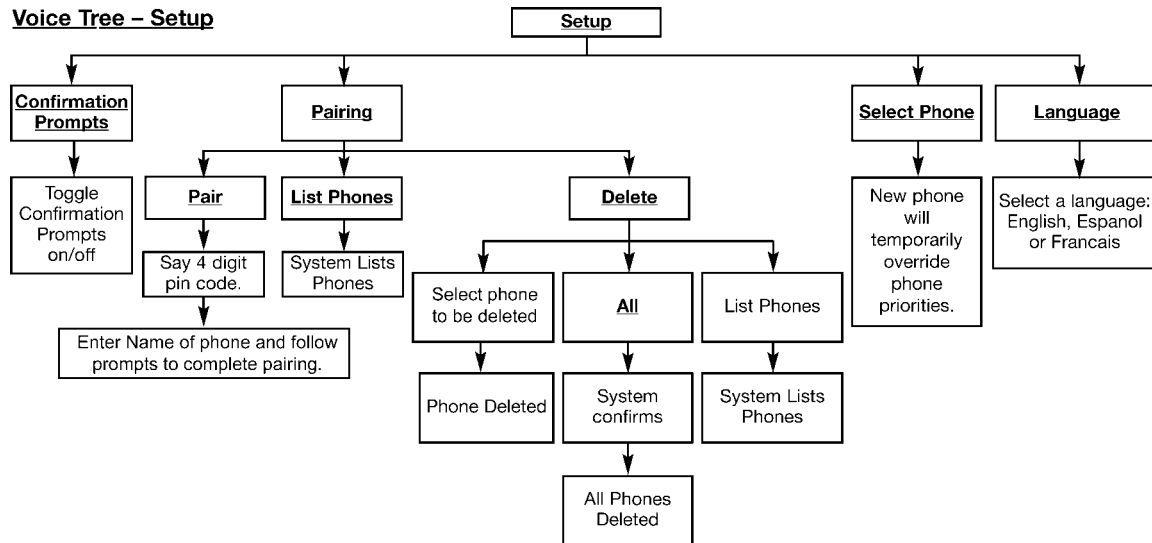 Voice Tree – Setup
Setup
Confirmation
Prompts
Pairing
Select Phone
Language
Toggle
Confirmation
Prompts
on/off
Pair
List Phones
Delete
New phone
will
temporarily
override
phone
priorities.
Select a language:
English, Espanol
or Francais
Say 4 digit
pin code.
System Lists
Phones
Select phone
to be deleted
All
List Phones
Enter Name of phone and follow
prompts to complete pairing.
Phone Deleted
System
confirms
System Lists
Phones
All Phones
Deleted